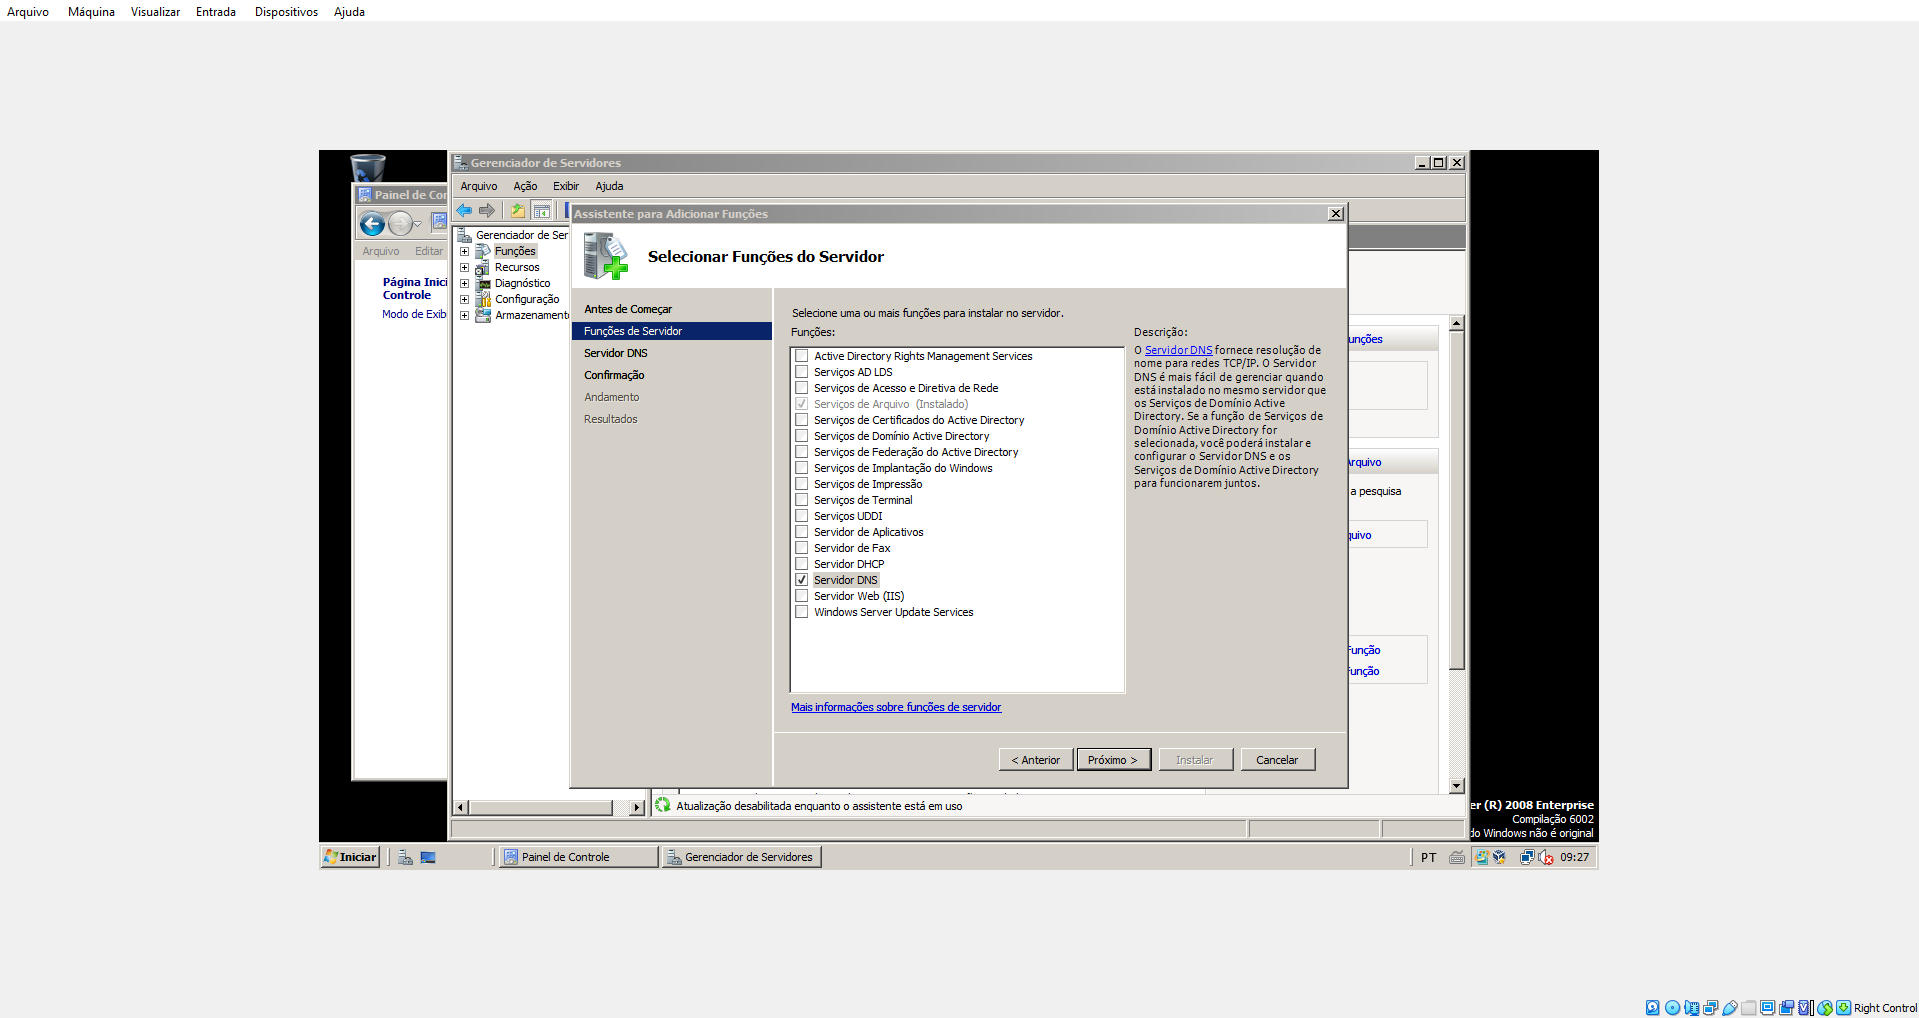 Arquivo Máquina Visualizar Entrada Dispositivos Ajuda
Gerenciador de Servidores
Painel de Con
Arquivo Ação Exibir Ajuda
Arquivo Editar
Página Inici
Controle
Modo de Exib
Gerenciador de Ser
Funções
Recursos
Diagnóstico
Configuração
Armazenament
Assistente para Adicionar Funções
Selecionar Funções do Servidor
Antes de Começar
Funções de Servidor
Servidor DNS
Confirmação
Andamento
Resultados
Selecione uma ou mais funções para instalar no servidor.
Funções:
Active Directory Rights Management Services
Serviços AD LDS
Serviços de Acesso e Diretiva de Rede
Serviços de Arquivo (Instalado)
Serviços de Certificados do Active Directory
Serviços de Domínio Active Directory
Serviços de Federação do Active Directory
Serviços de Implantação do Windows
Serviços de Impressão
Serviços de Terminal
Serviços UDDI
Servidor de Aplicativos
Servidor de Fax
Servidor DHCP
Servidor DNS
Servidor Web (IIS)
Windows Server Update Services
Mais informações sobre funções de servidor
Descrição:
O Servidor DNS fornece resolução de
nome para redes TCP/IP. O Servidor
DNS é mais fácil de gerenciar quando
está instalado no mesmo servidor que
os Serviços de Domínio Active
Directory. Se a função de Serviços de
Domínio Active Directory for
selecionada, você poderá instalar e
configurar o Servidor DNS e os
Serviços de Domínio Active Directory
para funcionarem juntos.
< Anterior Próximo > Instalar Cancelar
unções
Arquivo
a pesquisa
quivo
Função
Função
Atualização desabilitada enquanto o assistente está em uso
er (R) 2008 Enterprise
Compilação 6002
do Windows não é original
Iniciar Painel de Controle Gerenciador de Servidores PT 09:27
Right Control